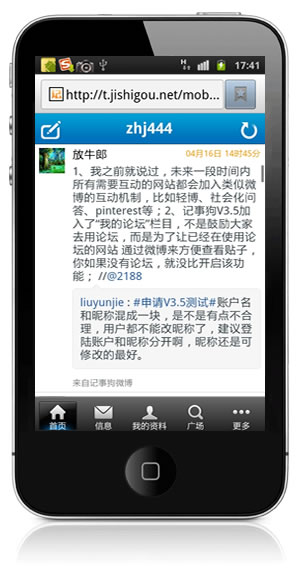 H 17:41
http://t.jishigou.net/mob...
zhj444
放牛郎 04月16日 14时45分
1、我之前就说过，未来一段时间内
所有需要互动的网站都会加入类似微
博的互动机制，比如轻博、社会化问
答、pinterest等；2、记事狗V3.5加
入了“我的论坛”栏目，不是鼓励大家
去用论坛，而是为了让已经在使用论
坛的网站 通过微博来方便查看贴子，
你如果没有论坛，就没比开启该功
能； //@2188
liuyunjie : #申请V3.5测试#账户名
和昵称混成一块，是不是有点不合
理，用户都不能改昵称了，建议登
陆账户和昵称分开啊，昵称还是可
修改的最好。
来自记事狗微博
首页 信息 我的资料 广场 更多